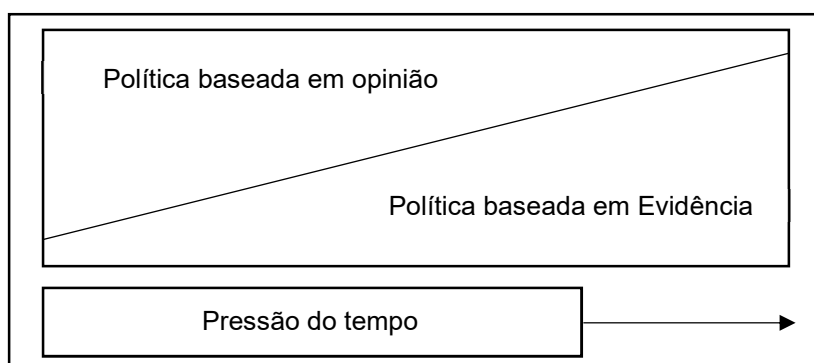 Política baseada em opinião
Política baseada em Evidência
Pressão do tempo